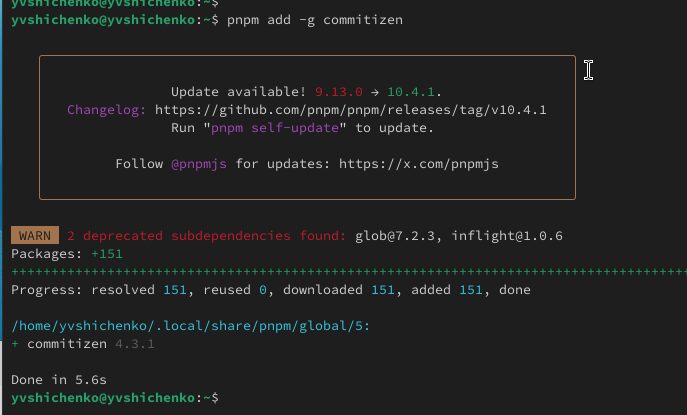 yvshichenko@yvshichenko:~$
yvshichenko@yvshichenko:~$ pnpm add -g commitizen
Update available! 9.13.0 → 10.4.1.
Changelog: https://github.com/pnpm/pnpm/releases/tag/v10.4.1
Run "pnpm self-update" to update.
Follow @pnpmjs for updates: https://x.com/pnpmjs
WARN 2 deprecated subdependencies found: glob@7.2.3, inflight@1.0.6
Packages: +151
++++++++++++++++++++++++++++++++++++++++++++++++++++++++++++++++++++++++++++++++++++
Progress: resolved 151, reused 0, downloaded 151, added 151, done
/home/yvshichenko/.local/share/pnpm/global/5:
+ commitizen 4.3.1
Done in 5.6s
yvshichenko@yvshichenko:~$